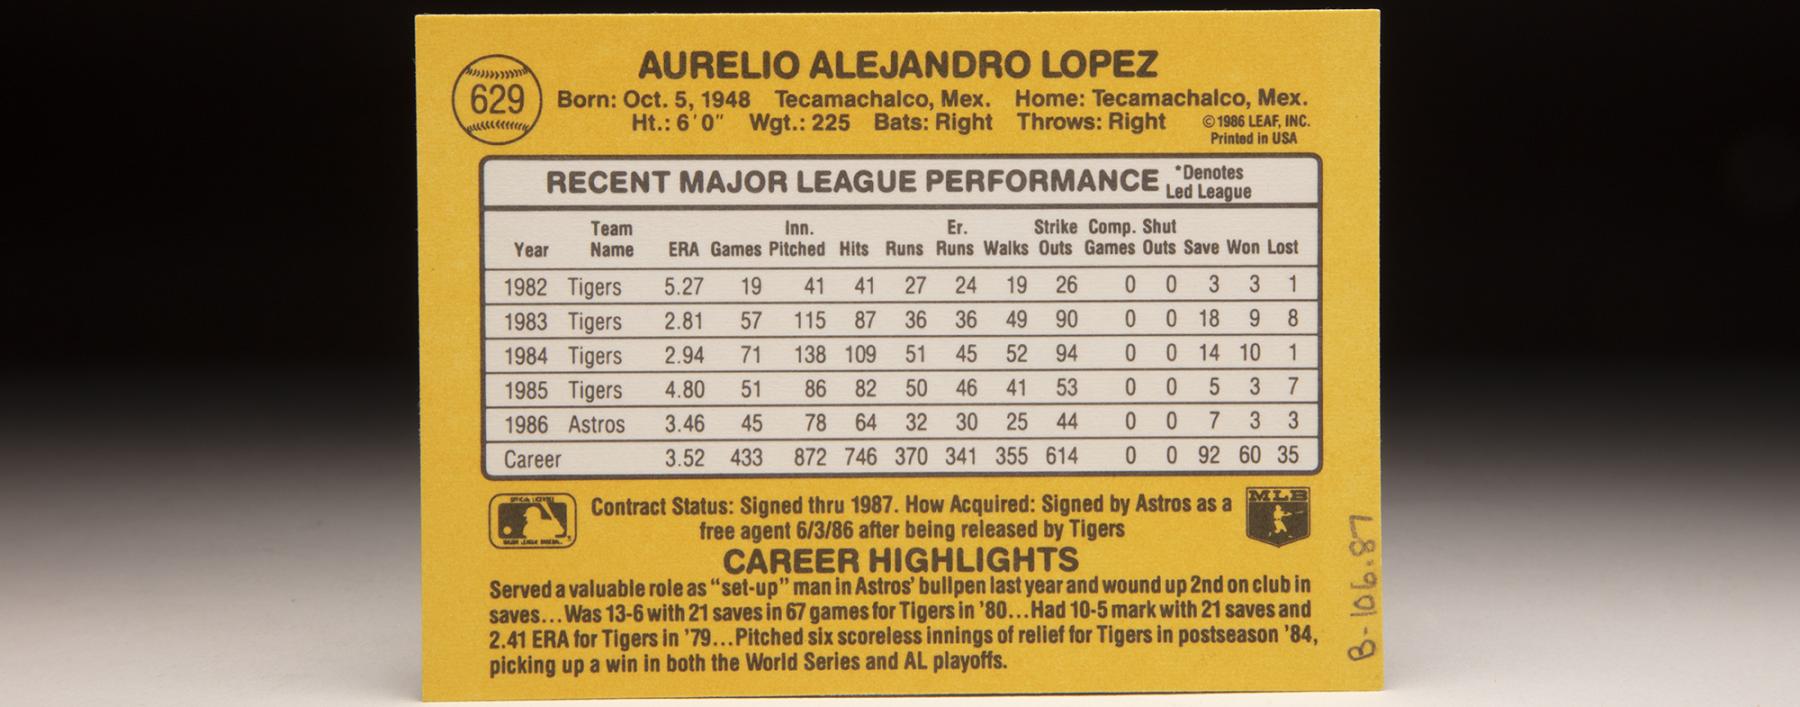 AURELIO ALEJANDRO LOPEZ
629
Born: Oct. 5, 1948 Tecamachalco, Mex. Home: Tecamachalco, Mex.
Ht.: 6'0" Wgt.: 225 Bats: Right Throws: Right
©1986 LEAF, INC.
Printed in USA
RECENT MAJOR LEAGUE PERFORMANCE
*Denotes
Led League
Year Team Name ERA Games Inn. Pitched Hits Runs Er. Runs Walks Strike Outs Comp. Games Shut Outs Save Won Lost
1982 Tigers 5.27 19 41 41 27 24 19 26 0 0 3 3 1
1983 Tigers 2.81 57 115 87 36 36 49 90 0 0 18 9 8
1984 Tigers 2.94 71 138 109 51 45 52 94 0 0 14 10 1
1985 Tigers 4.80 51 86 82 50 46 41 53 0 0 5 3 7
1986 Astros 3.46 45 78 64 32 30 25 44 0 0 7 3 3
Career 3.52 433 872 746 370 341 355 614 0 0 92 60 35
Contract Status: Signed thru 1987. How Acquired: Signed by Astros as a
free agent 6/3/86 after being released by Tigers
MLB
CAREER HIGHLIGHTS
Served a valuable role as "set-up" man in Astros' bullpen last year and wound up 2nd on club in
saves...Was 13-6 with 21 saves in 67 games for Tigers in '80...Had 10-5 mark with 21 saves and
2.41 ERA for Tigers in '79...Pitched six scoreless innings of relief for Tigers in postseason '84,
picking up a win in both the World Series and AL playoffs.
B-106.87